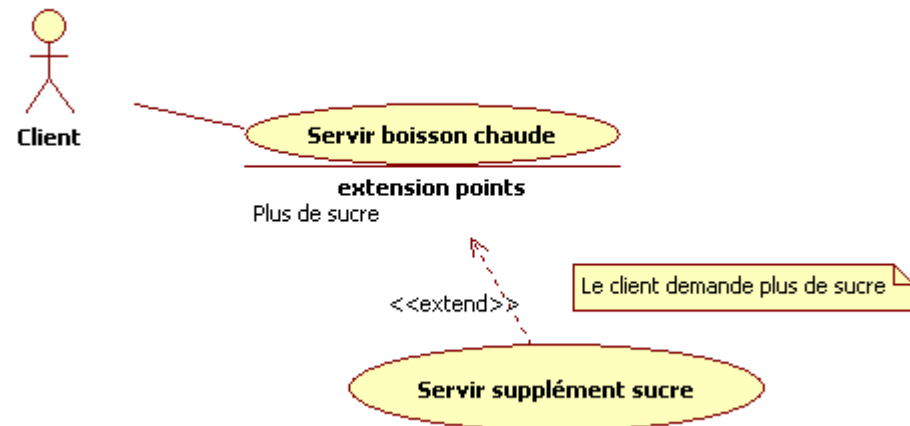 Client
Servir boisson chaude
extension points
Plus de sucre
Le client demande plus de sucre
<<extend>>
Servir supplément sucre